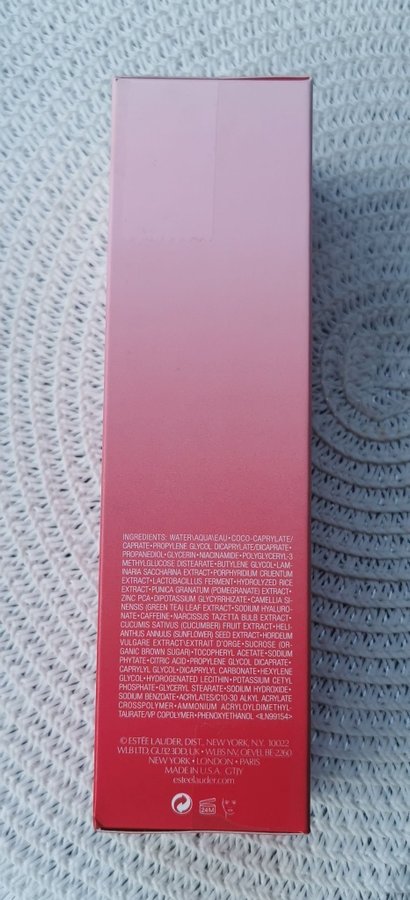 INGREDIENTS: WATER\AQUA\EAU • COCO-CAPRYLATE/
CAPRATE • PROPYLENE GLYCOL DICAPRYLATE/DICAPRATE •
PROPANEDIOL • GLYCERIN • NIACINAMIDE • POLYGLYCERYL-3
METHYLGLUCOSE DISTEARATE • BUTYLENE GLYCOL • LAM-
INARIA SACCHARINA EXTRACT • PORPHYRIDIUM CRUENTUM
EXTRACT • LACTOBACILLUS FERMENT • HYDROLYZED RICE
EXTRACT • PUNICA GRANATUM (POMEGRANATE) EXTRACT •
ZINC PCA • DIPOTASSIUM GLYCYRRHIZATE • CAMELLIA SI-
NENSIS (GREEN TEA) LEAF EXTRACT • SODIUM HYALURO-
NATE • CAFFEINE • NARCISSUS TAZETTA BULB EXTRACT •
CUCUMIS SATIVUS (CUCUMBER) FRUIT EXTRACT • HELI-
ANTHUS ANNUUS (SUNFLOWER) SEED EXTRACT • HORDEUM
VULGARE EXTRACT\EXTRAIT D'ORGE • SUCROSE (OR-
GANIC BROWN SUGAR) • TOCOPHERYL ACETATE • SODIUM
PHYTATE • CITRIC ACID • PROPYLENE GLYCOL DICAPRATE •
CAPRYLYL GLYCOL • DICAPRYLYL CARBONATE • HEXYLENE
GLYCOL • HYDROGENATED LECITHIN • POTASSIUM CETYL
PHOSPHATE • GLYCERYL STEARATE • SODIUM HYDROXIDE •
SODIUM BENZOATE • ACRYLATES/C10-30 ALKYL ACRYLATE
CROSSPOLYMER • AMMONIUM ACRYLOYLDIMETHYL-
TAURATE/VP COPOLYMER • PHENOXYETHANOL <ILN99154>
© ESTĒE LAUDER, DIST. NEW YORK, N.Y. 10022
WLB LTD, GU32 3DD, UK • WLBS NV, OEVEL BE 2260
NEW YORK • LONDON • PARIS
MADE IN U.S.A. GTJY
esteelauder.com
24M